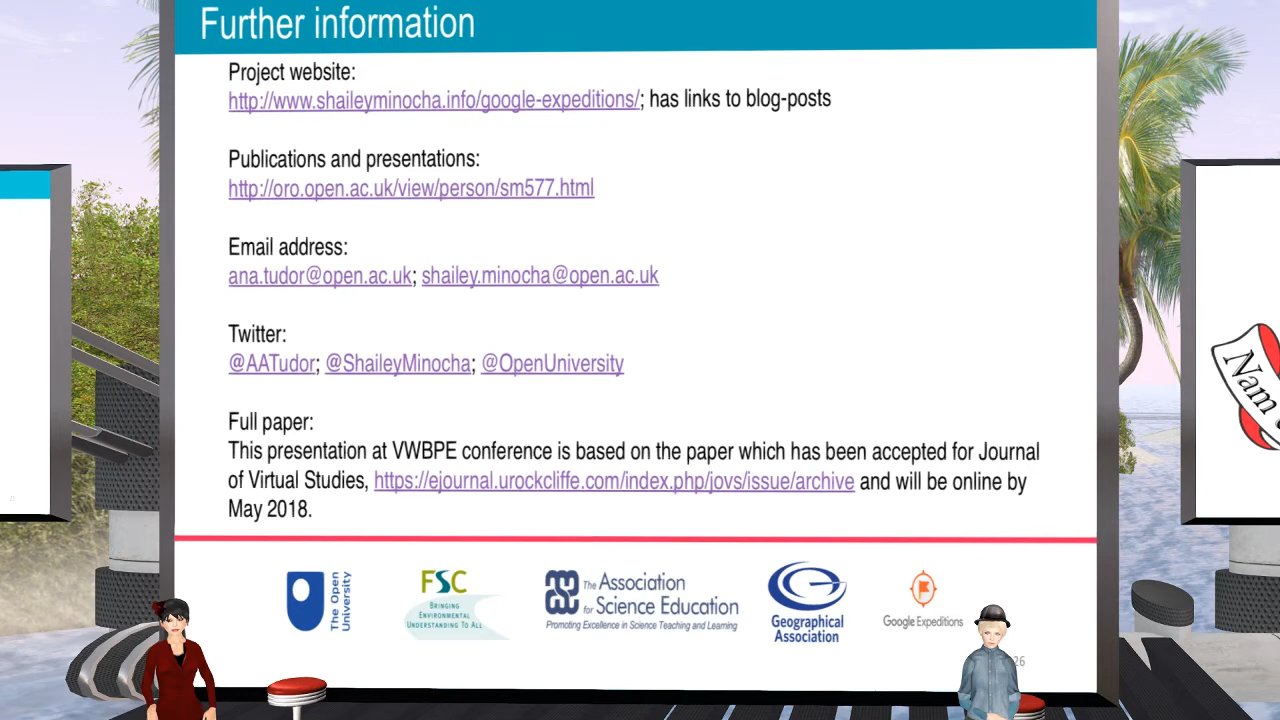 Further information
Project website:
http://www.shaileyminocha.info/google-expeditions/; has links to blog-posts
Publications and presentations:
http://oro.open.ac.uk/view/person/sm577.html
Email address:
ana.tudor@open.ac.uk; shailey.minocha@open.ac.uk
Twitter:
@AATudor; @ShaileyMinocha; @OpenUniversity
Full paper:
This presentation at VWBPE conference is based on the paper which has been accepted for Journal
of Virtual Studies, https://ejournal.urockcliffe.com/index.php/jovs/issue/archive and will be online by
May 2018.
The Open
University
FSC
BRINGING
ENVIRONMENTAL
UNDERSTANDING TO ALL
The Association
for Science Education
Promoting Excellence in Science Teaching and Learning
Geographical
Association
Google Expeditions
26
Nam